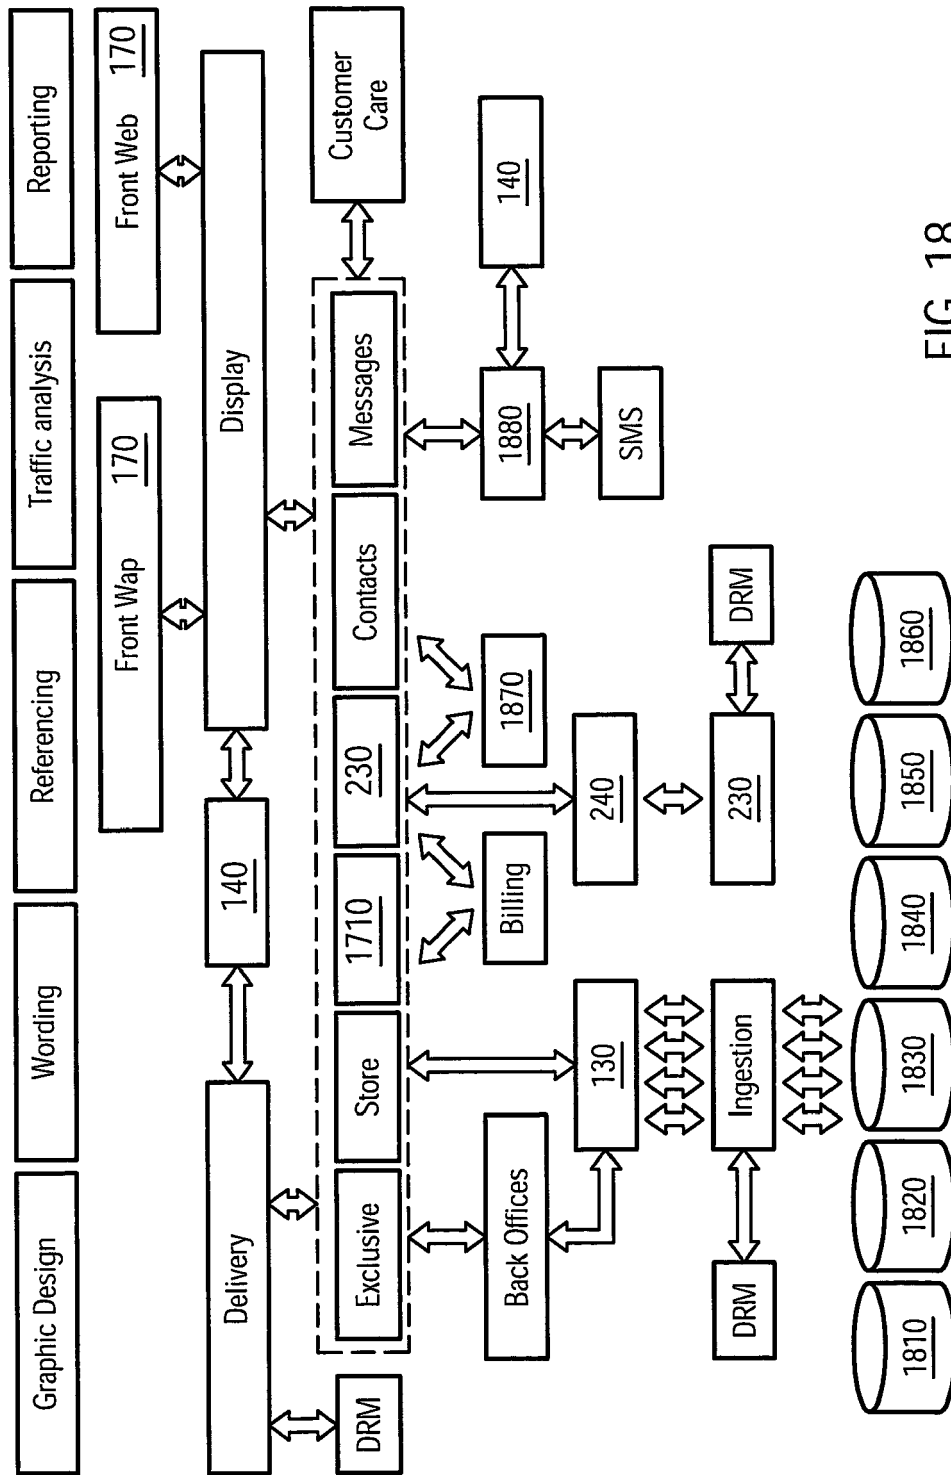 Graphic Design
Wording
Referencing
Traffic analysis
Reporting
Front Wap 170
Front Web 170
Delivery
140
Display
DRM
Exclusive
Store
1710
230
Contacts
Messages
Customer
Care
Back Offices
Billing
1870
1880
140
130
240
SMS
DRM
Ingestion
230
DRM
1810
1820
1830
1840
1850
1860
FIG. 18